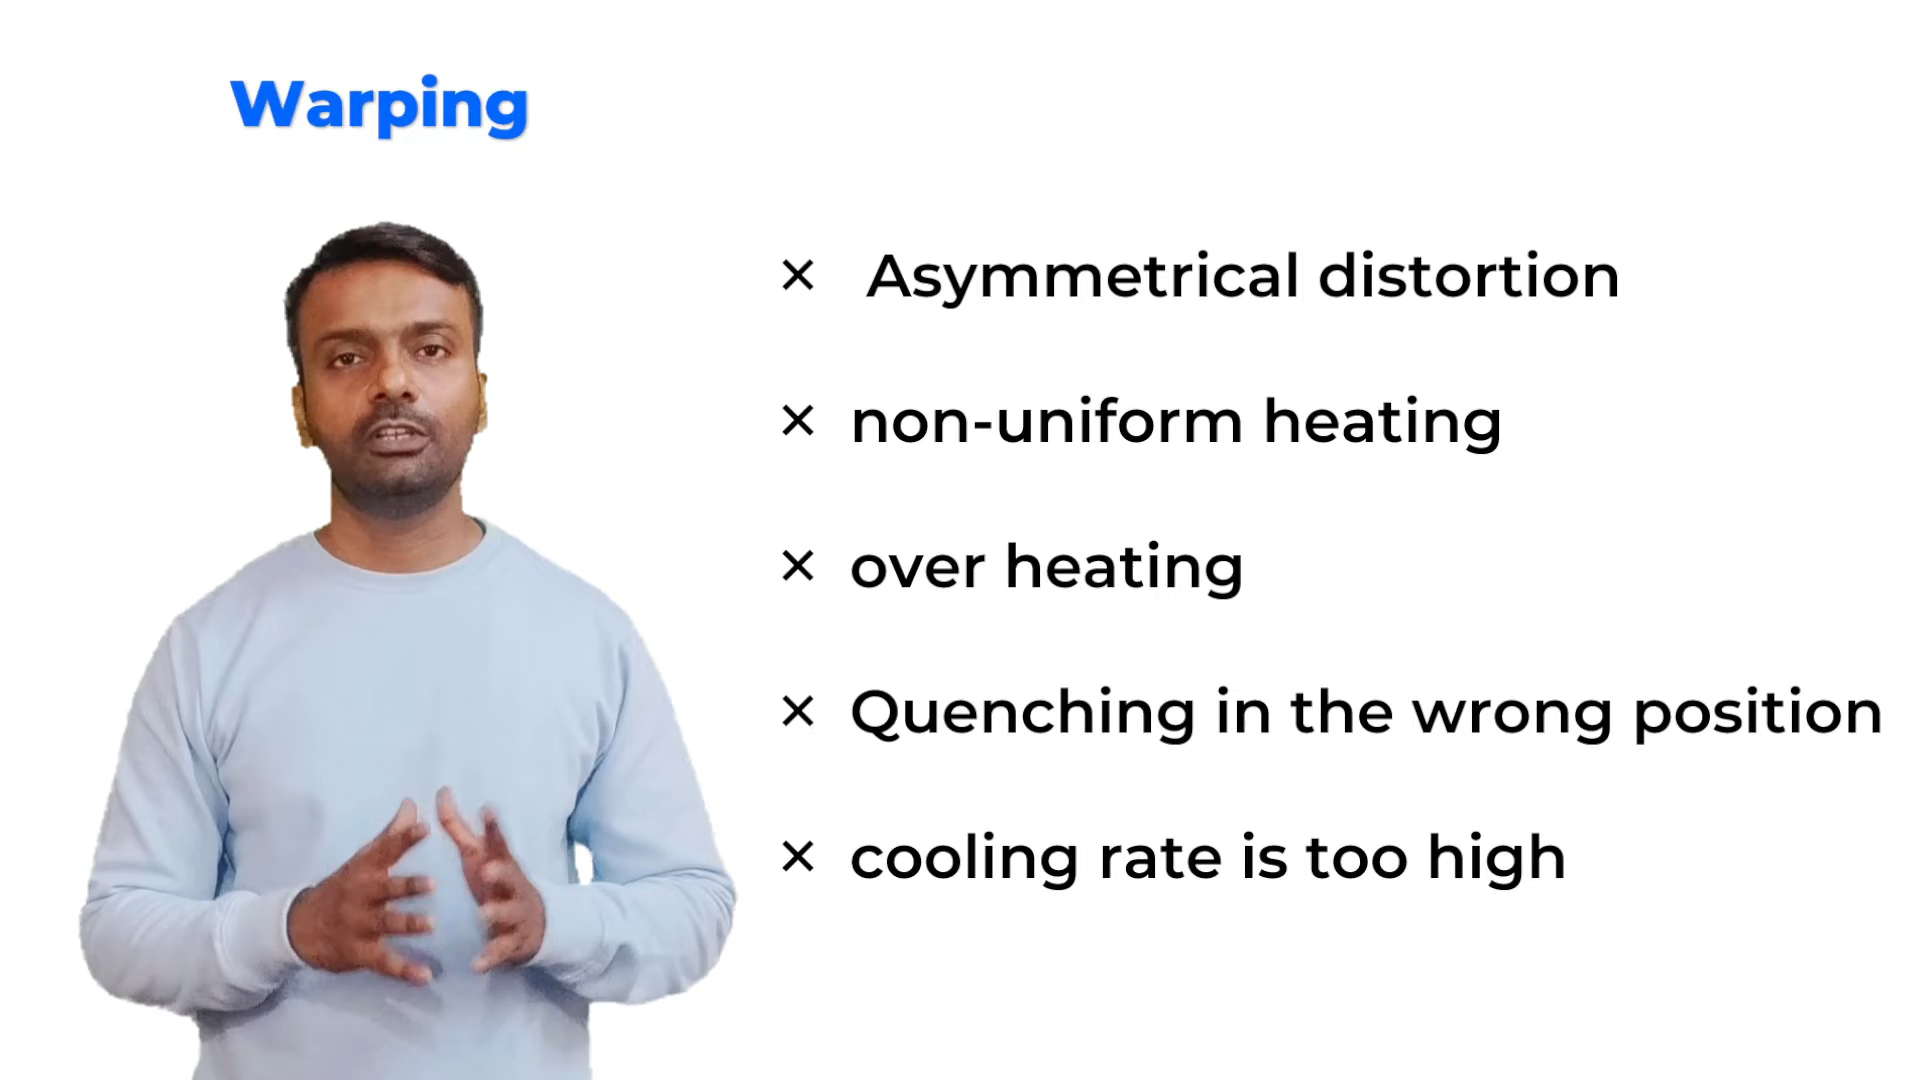 Warping
× Asymmetrical distortion
× non-uniform heating
× over heating
× Quenching in the wrong position
× cooling rate is too high